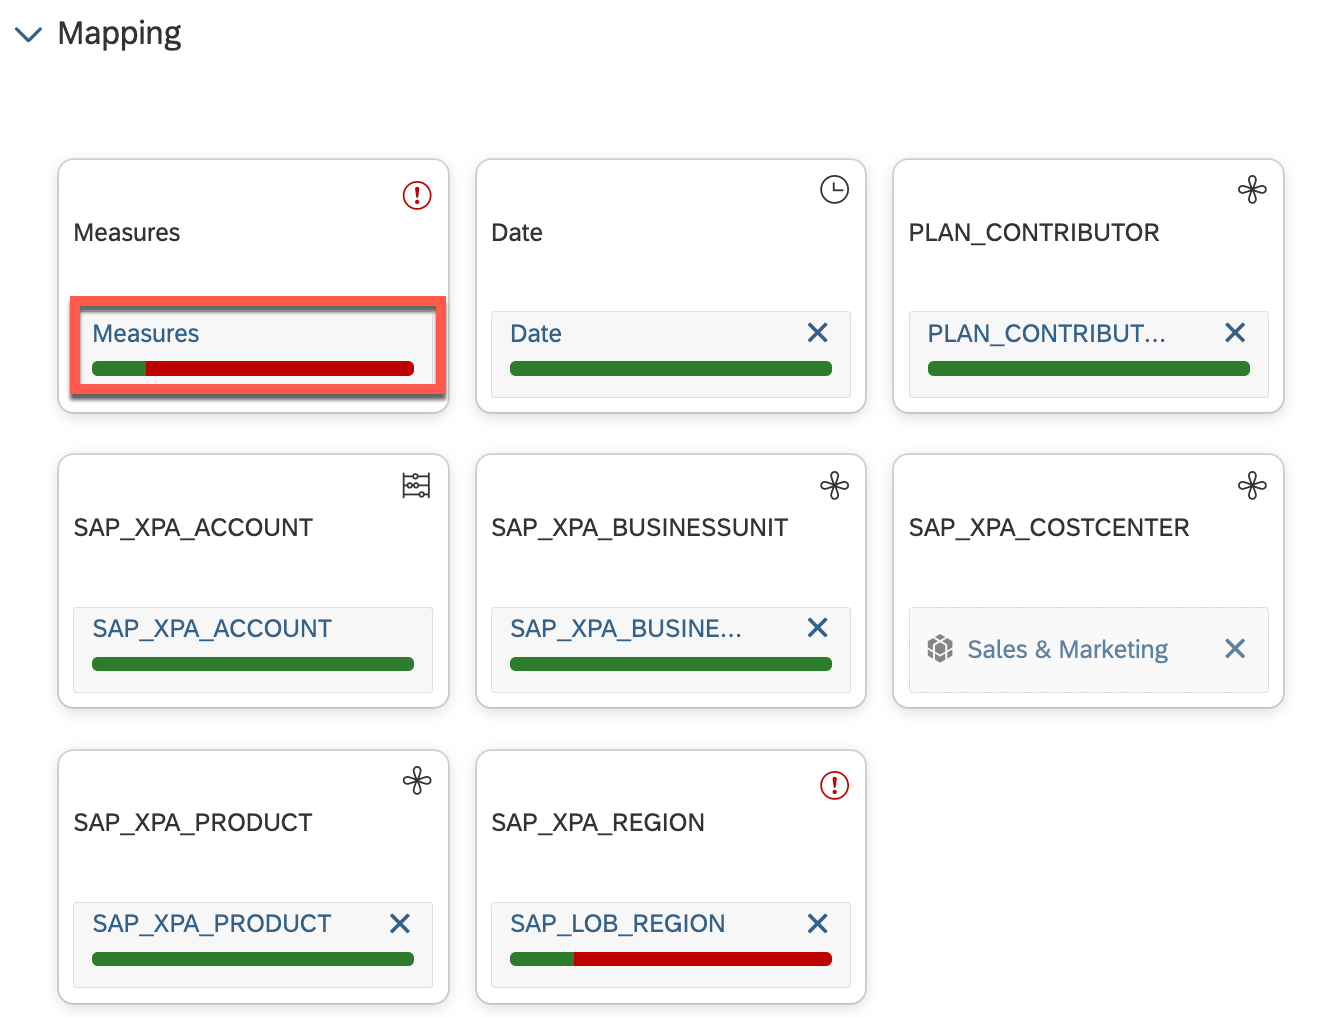 Mapping
Measures
Measures
Date
Date
PLAN_CONTRIBUTOR
PLAN_CONTRIBUT...
SAP_XPA_ACCOUNT
SAP_XPA_ACCOUNT
SAP_XPA_BUSINESSUNIT
SAP_XPA_BUSINE...
SAP_XPA_COSTCENTER
Sales & Marketing
SAP_XPA_PRODUCT
SAP_XPA_PRODUCT
SAP_XPA_REGION
SAP_LOB_REGION